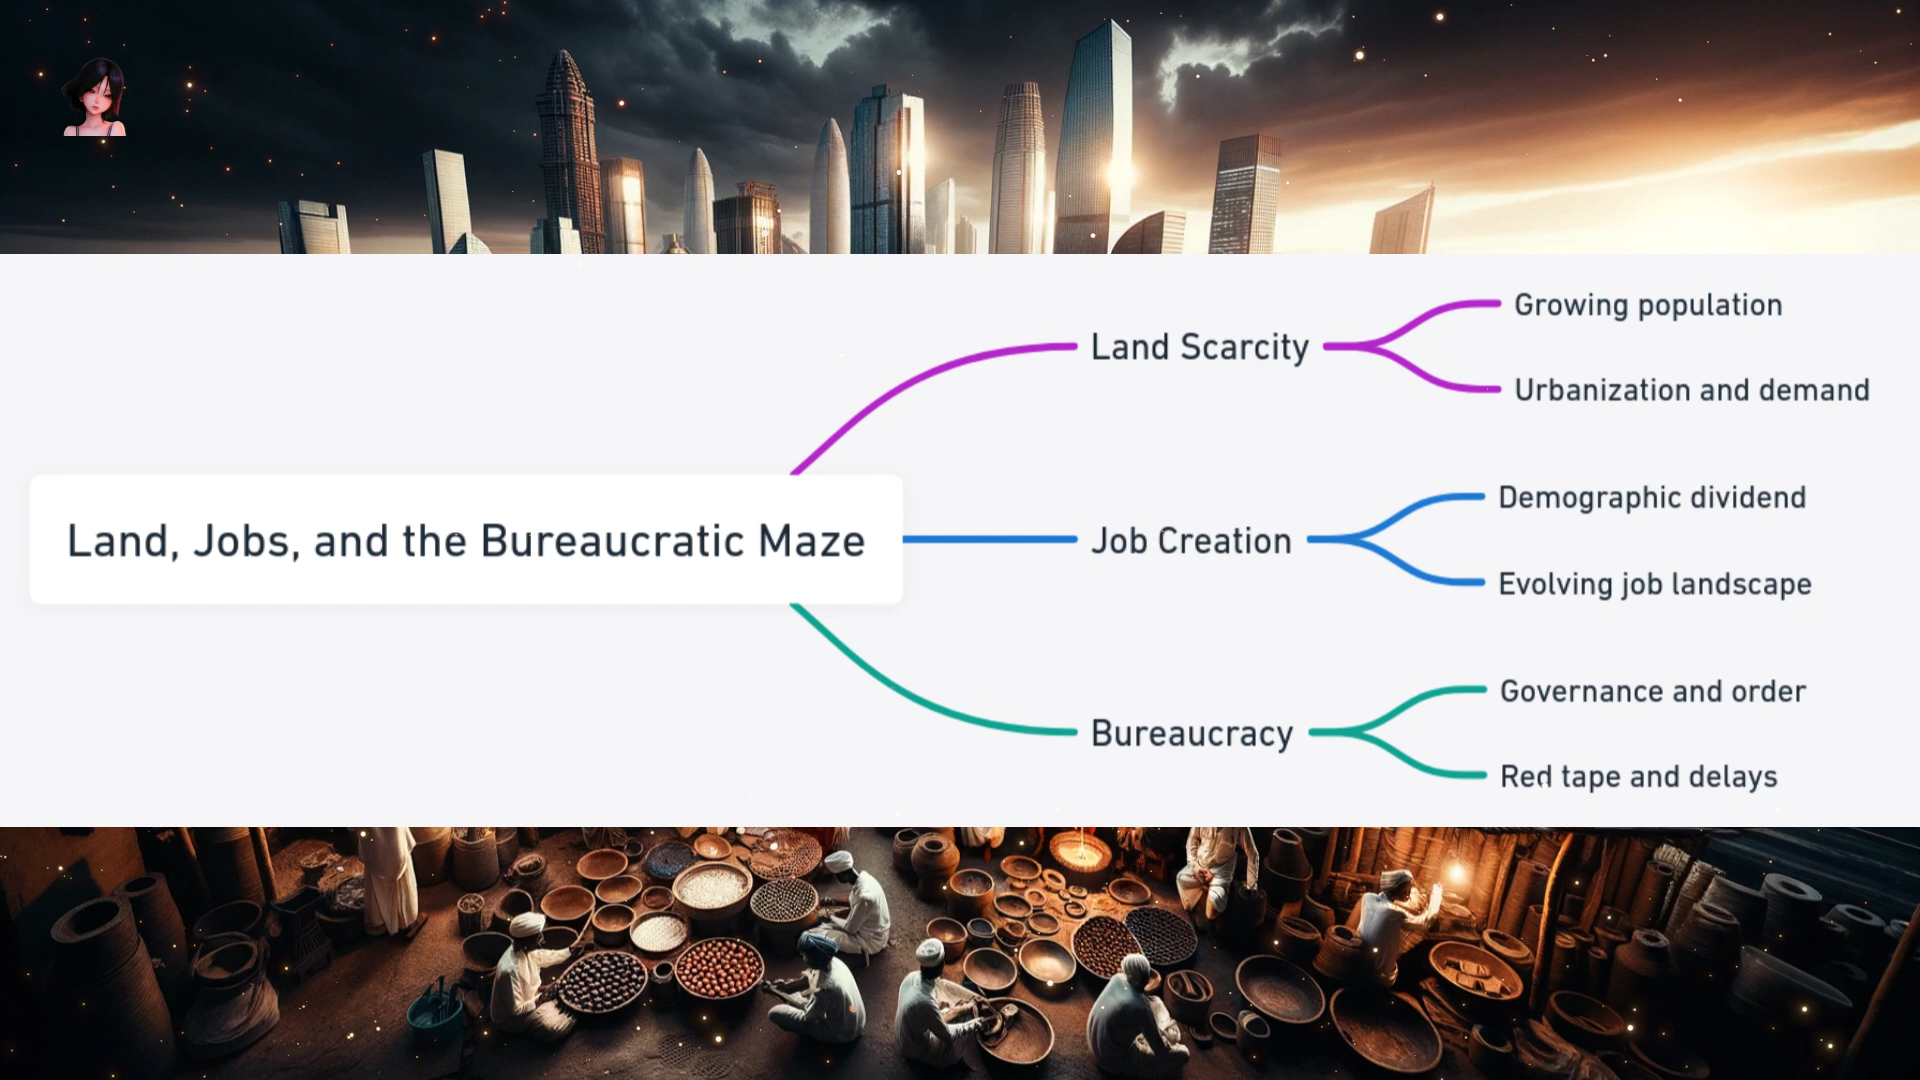 Land, Jobs, and the Bureaucratic Maze
Land Scarcity
Growing population
Urbanization and demand
Job Creation
Demographic dividend
Evolving job landscape
Bureaucracy
Governance and order
Red tape and delays